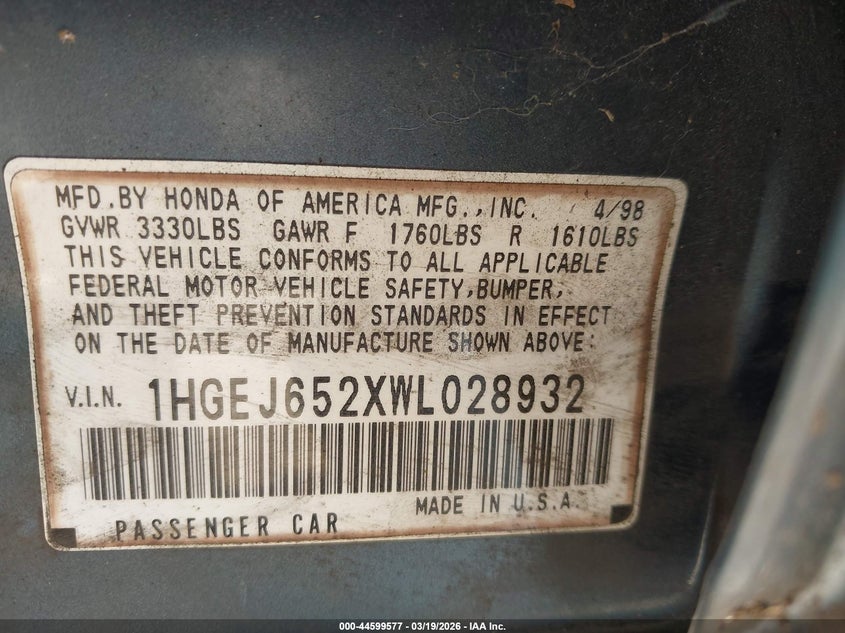 MFD.BY HONDA OF AMERICA MFG.,INC. 4/98
GVWR 3330LBS GAWR F 1760LBS R 1610LBS
THIS VEHICLE CONFORMS TO ALL APPLICABLE
FEDERAL MOTOR VEHICLE SAFETY,BUMPER,
AND THEFT PREVENTION STANDARDS IN EFFECT
ON THE DATE OF MANUFACTURE SHOWN ABOVE:
V.I.N. 1HGEJ652XWL028932
MADE IN U.S.A.
PASSENGER CAR
000-44599577 - 03/19/2026 - IAA Inc.